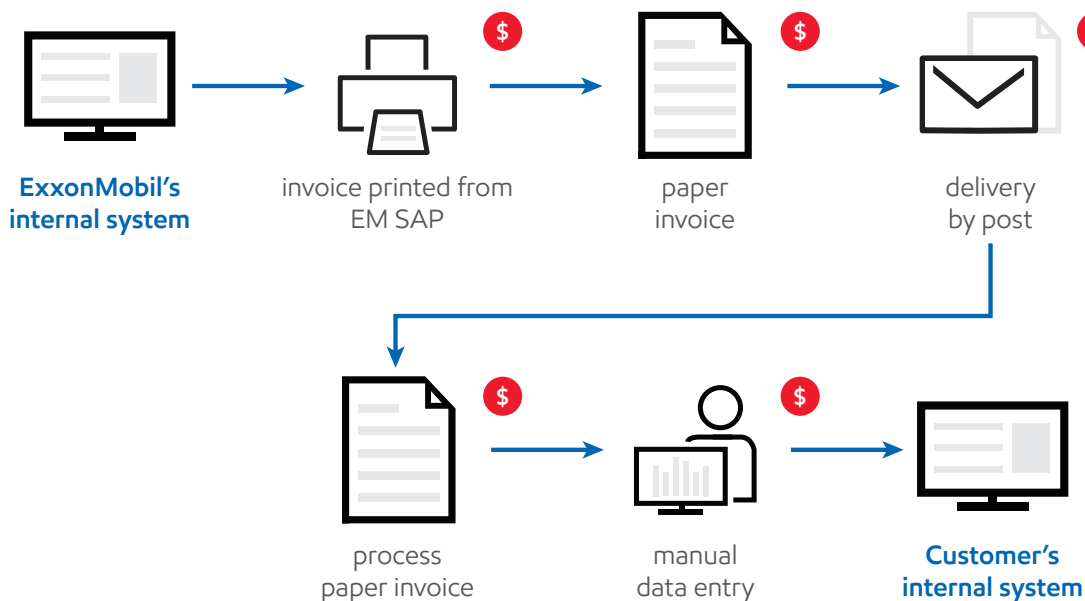 $
$
ExxonMobil's
internal system
invoice printed from
EM SAP
paper
invoice
delivery
by post
$
$
process
paper invoice
manual
data entry
Customer's
internal system